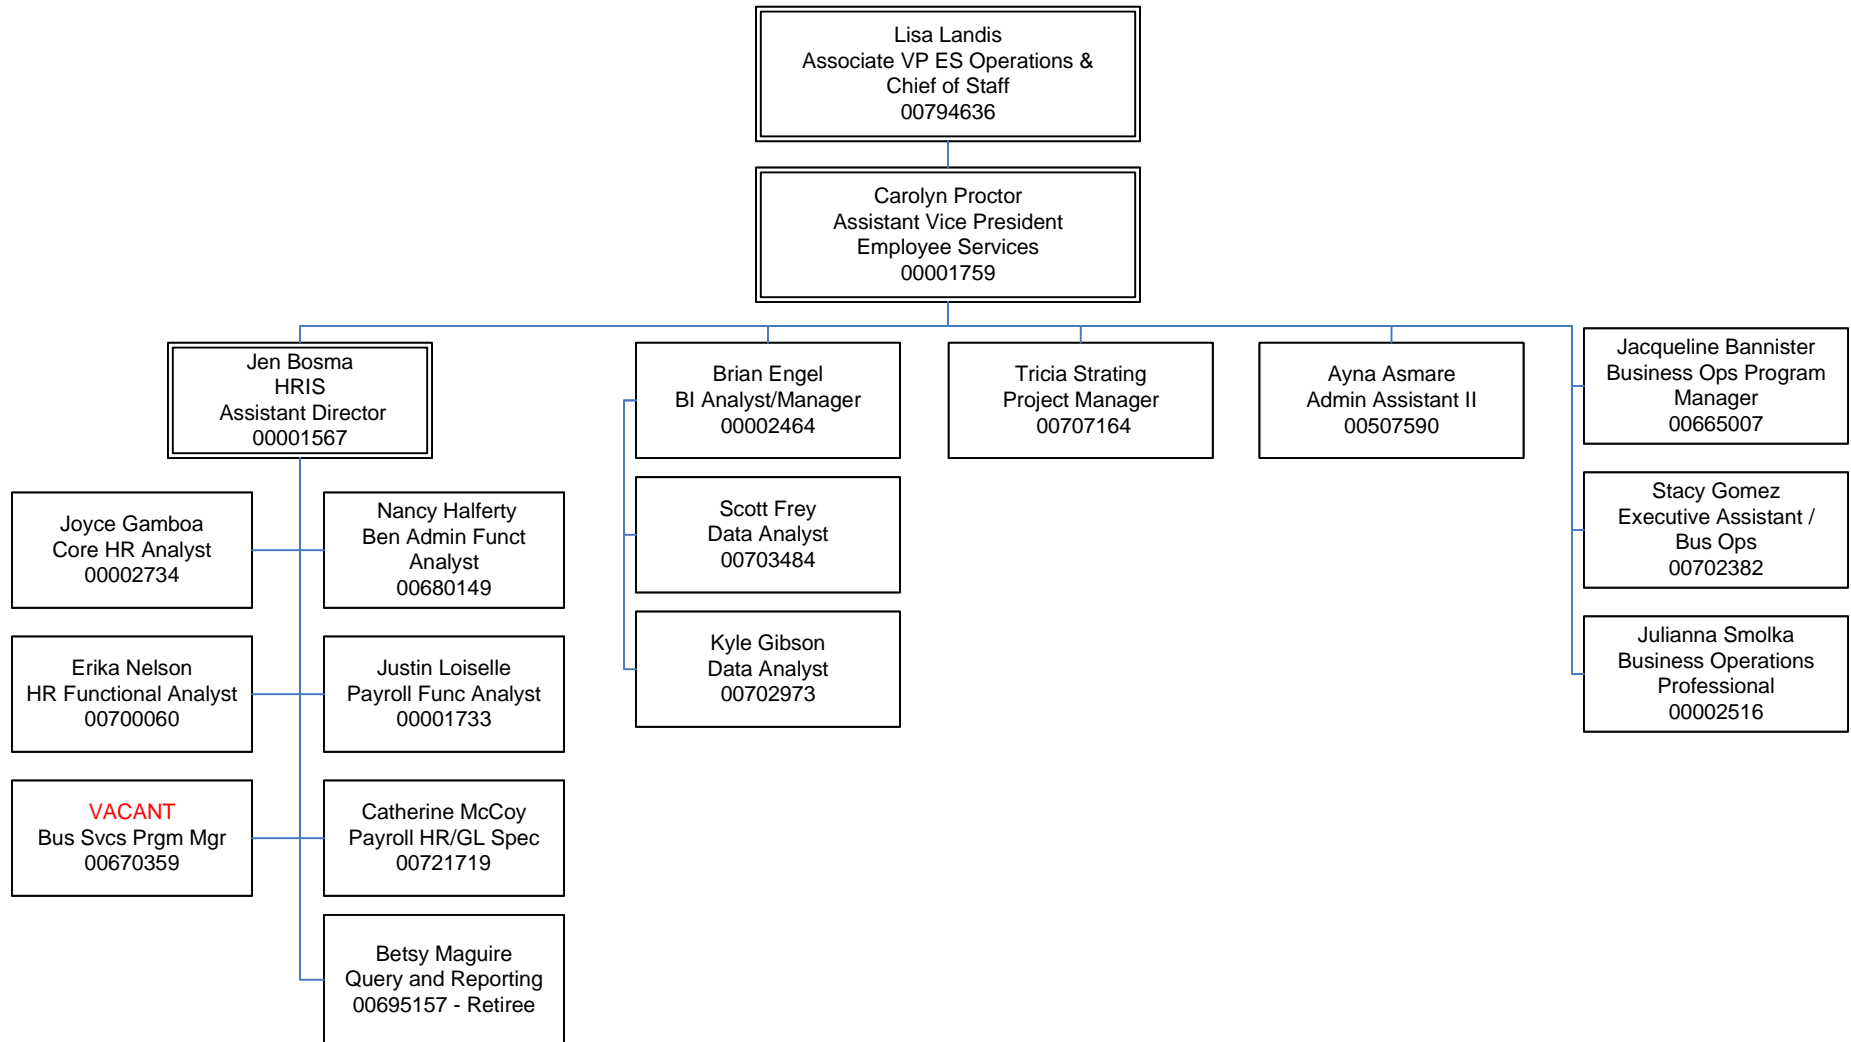 Lisa Landis
Associate VP ES Operations &
Chief of Staff
00794636
Carolyn Proctor
Assistant Vice President
Employee Services
00001759
Jen Bosma
HRIS
Assistant Director
00001567
Brian Engel
BI Analyst/Manager
00002464
Tricia Strating
Project Manager
00707164
Ayna Asmare
Admin Assistant II
00507590
Jacqueline Bannister
Business Ops Program
Manager
00665007
Joyce Gamboa
Core HR Analyst
00002734
Nancy Halferty
Ben Admin Funct
Analyst
00680149
Scott Frey
Data Analyst
00703484
Stacy Gomez
Executive Assistant /
Bus Ops
00702382
Erika Nelson
HR Functional Analyst
00700060
Justin Loiselle
Payroll Func Analyst
00001733
Kyle Gibson
Data Analyst
00702973
Julianna Smolka
Business Operations
Professional
00002516
VACANT
Bus Svcs Prgm Mgr
00670359
Catherine McCoy
Payroll HR/GL Spec
00721719
Betsy Maguire
Query and Reporting
00695157 - Retiree